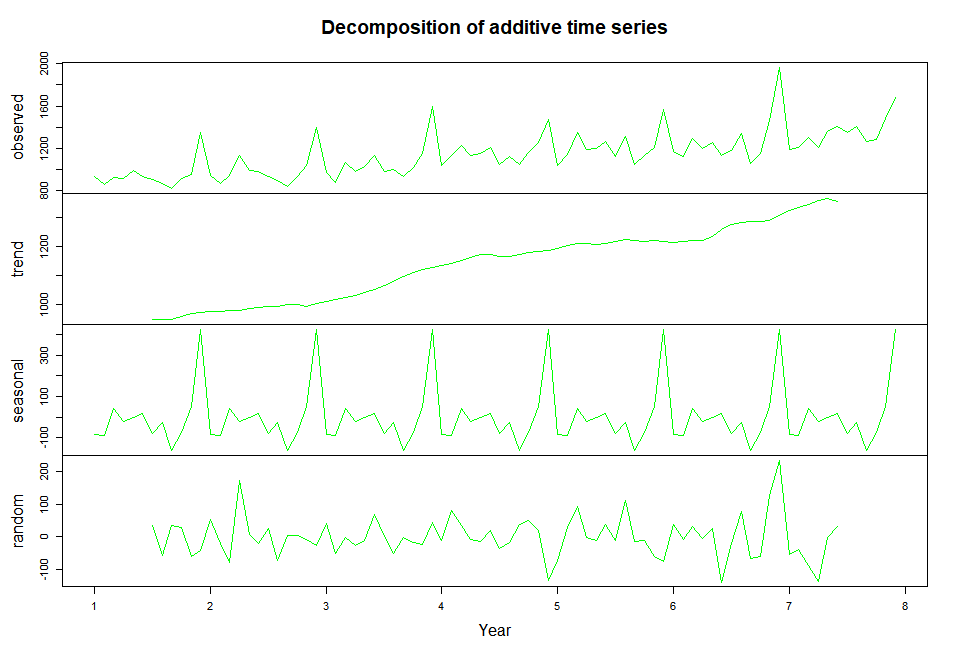 Decomposition of additive time series
observed
800 1200 1600 2000
trend
1000 1200
seasonal
-100 100 300
random
-100 0 100 200
1 2 3 4 5 6 7 8
Year